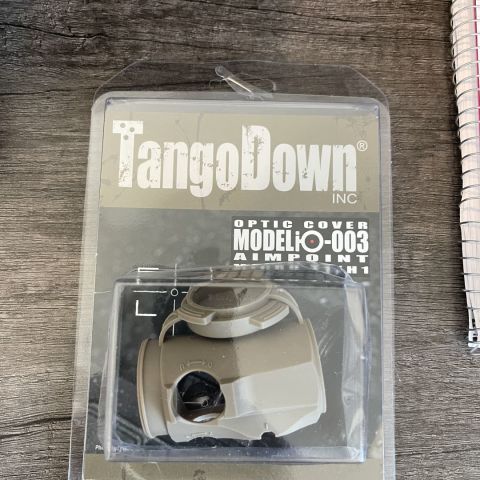 TangoDown®
INC
OPTIC COVER
MODEL iO-003
AIMPOINT